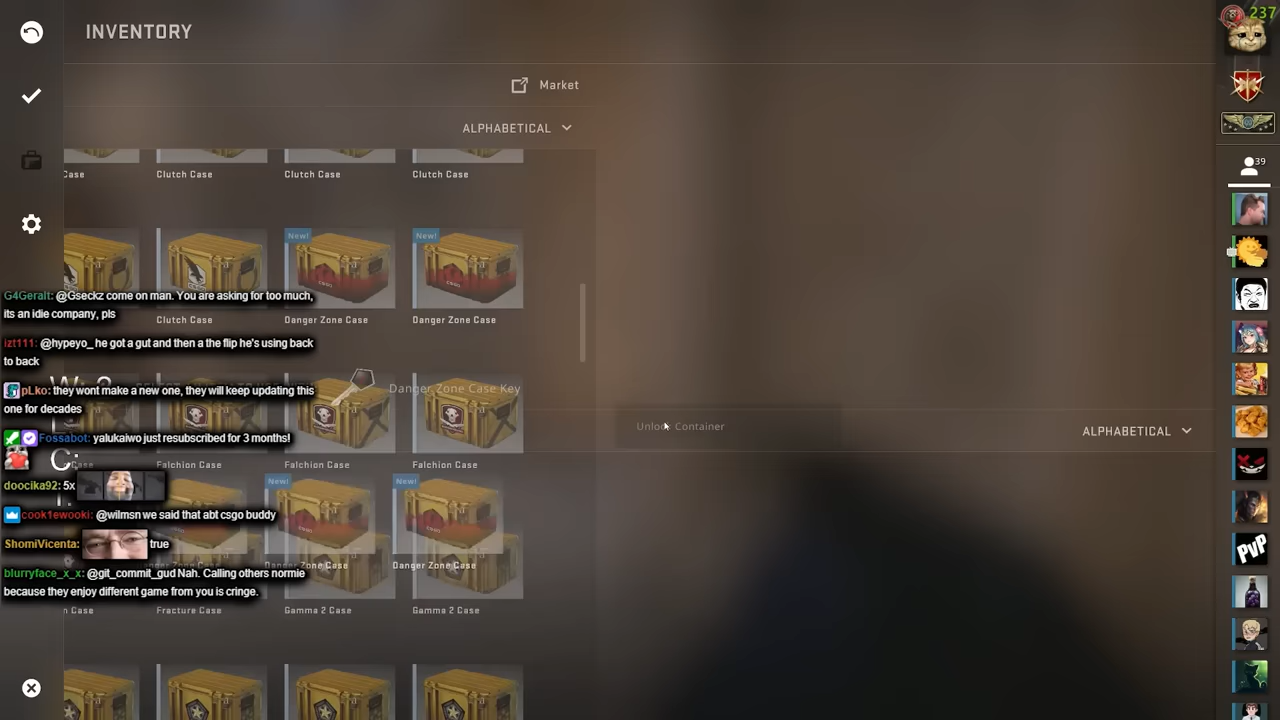 237
INVENTORY
Market
ALPHABETICAL
Case
Clutch Case
Clutch Case
Clutch Case
39
New!
New!
Clutch Case
Danger Zone Case
Danger Zone Case
G4Geralt: @Gseckz come on man. You are asking for too much,
its an idie company, pls
izt111: @hypeyo_ he got a gut and then a the flip he's using back
to back
Danger Zone Case Key
pLko: they wont make a new one, they will keep updating this
one for decades
Unlock Container
ALPHABETICAL
Fossabot: yalukaiwo just resubscribed for 3 months!
Case
Falchion Case
Falchion Case
Falchion Case
doocika92: 5x
New!
New!
cook1ewooki: @wilmsn we said that abt csgo buddy
ShomiVicenta: true
PvP
Danger Zone Case
Danger Zone Case
blurryface_x_x: @git_commit_gud Nah. Calling others normie
because they enjoy different game from you is cringe.
Case
Fracture Case
Gamma 2 Case
Gamma 2 Case